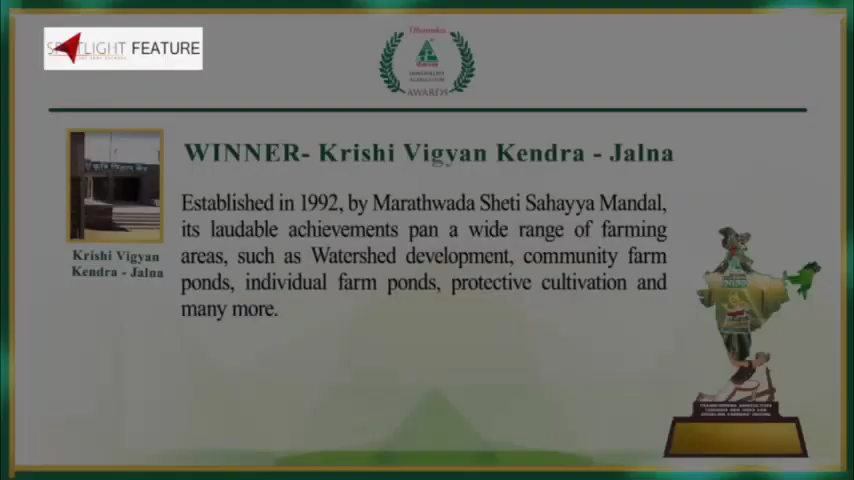 SPOTLIGHT FEATURE
Dhanuka
AWARDS
WINNER- Krishi Vigyan Kendra - Jalna
Established in 1992, by Marathwada Sheti Sahayya Mandal,
its laudable achievements pan a wide range of farming
areas, such as Watershed development, community farm
ponds, individual farm ponds, protective cultivation and
many more.
Krishi Vigyan
Kendra - Jalna